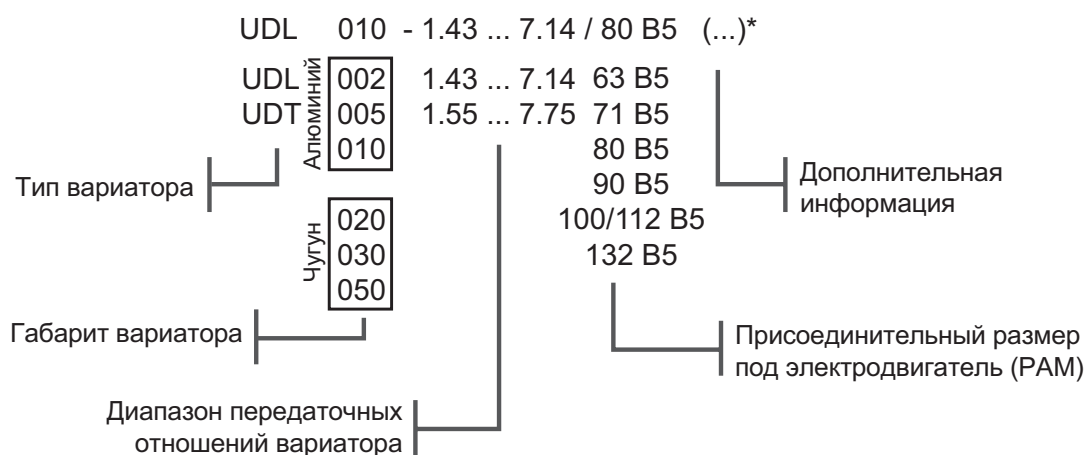 UDL 010 - 1.43 ... 7.14 / 80 B5 (...)*
UDL 002 1.43 ... 7.14 63 B5
UDT 005 1.55 ... 7.75 71 B5
010 80 B5
Алюминий
90 B5
Тип вариатора
Дополнительная
информация
020 100/112 B5
030 132 B5
050
Чугун
Габарит вариатора
Присоединительный размер
под электродвигатель (PAM)
Диапазон передаточных
отношений вариатора